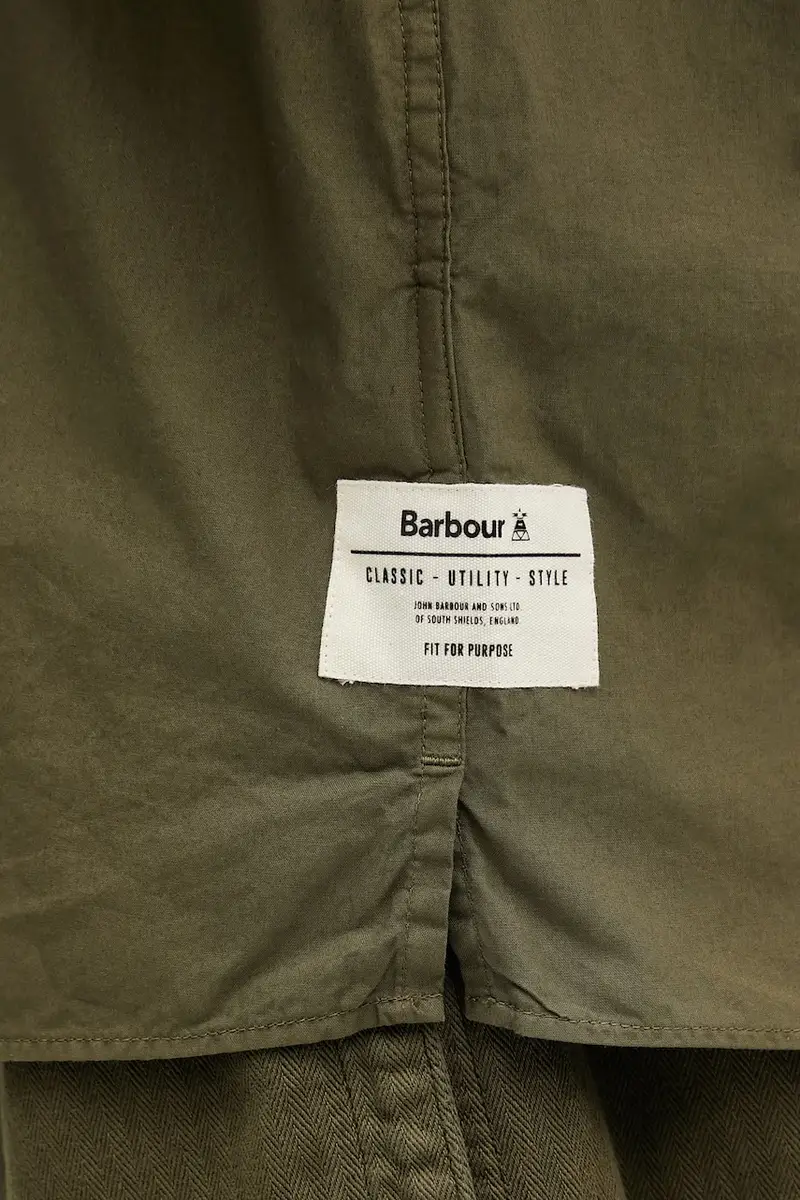 Barbour
CLASSIC - UTILITY - STYLE
JOHN BARBOUR AND SONS LTD.
OF SOUTH SHIELDS, ENGLAND.
FIT FOR PURPOSE